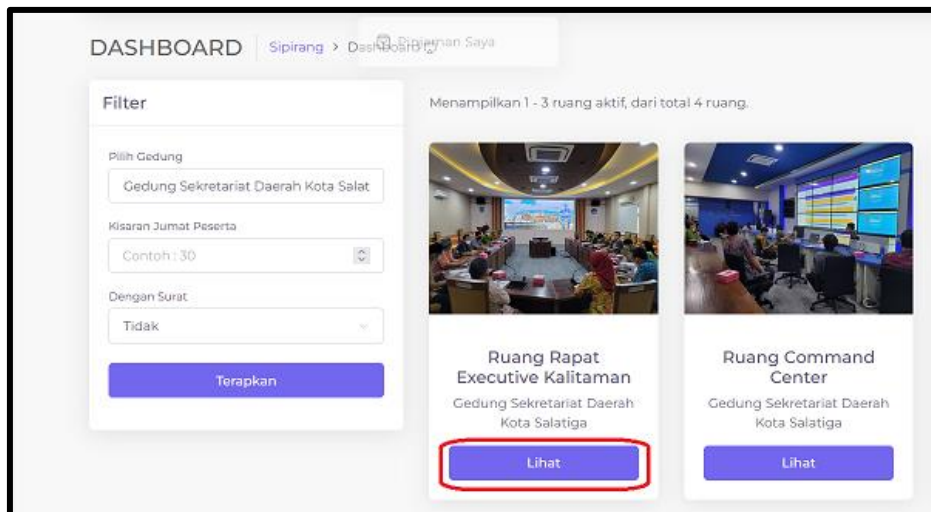 DASHBOARD Sipirang > Dashboard
Pinjaman Saya
Filter
Pilih Gedung
Gedung Sekretariat Daerah Kota Salat
Kisaran Jumat Peserta
Contoh : 30
Dengan Surat
Tidak
Terapkan
Menampilkan 1 - 3 ruang aktif, dari total 4 ruang.
Ruang Rapat
Executive Kalitaman
Gedung Sekretariat Daerah
Kota Salatiga
Lihat
Ruang Command
Center
Gedung Sekretariat Daerah
Kota Salatiga
Lihat